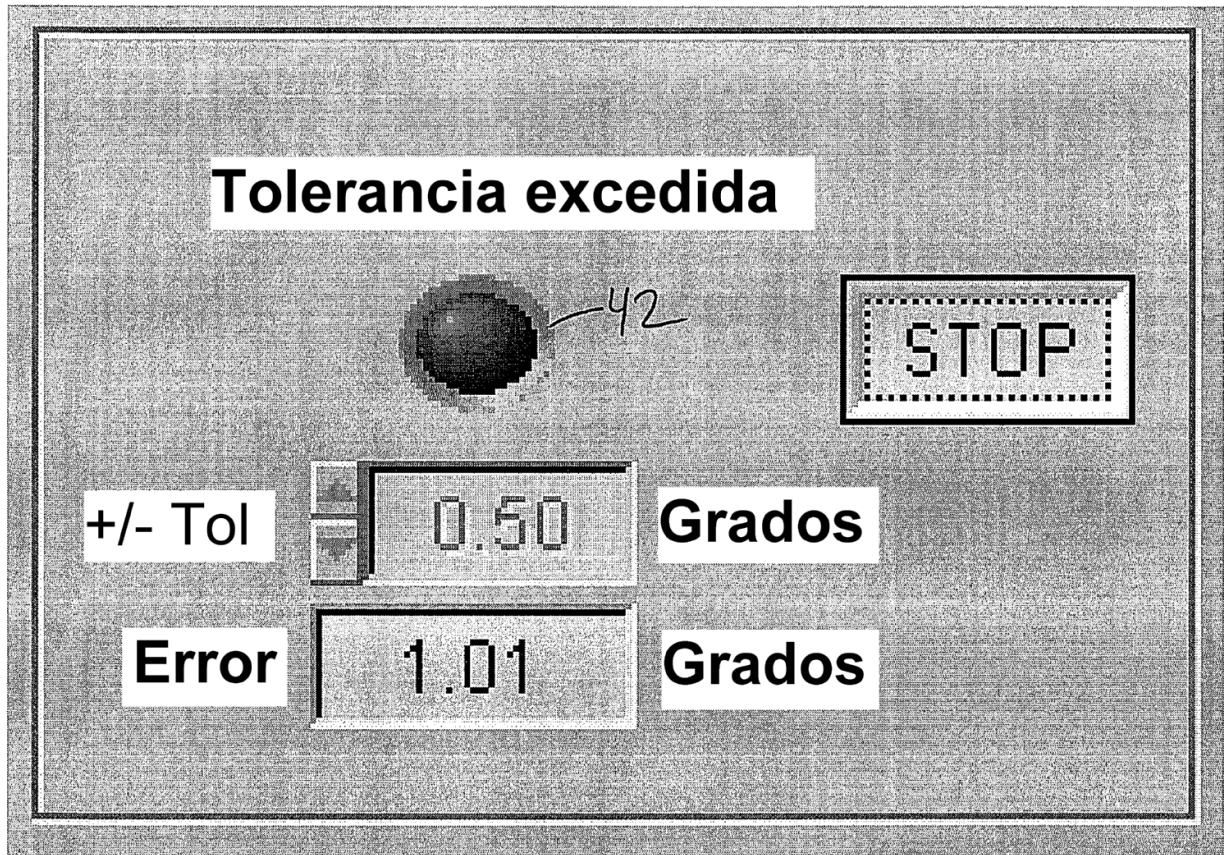 Tolerancia excedida
42
STOP
+/- Tol 0.50 Grados
Error 1.01 Grados